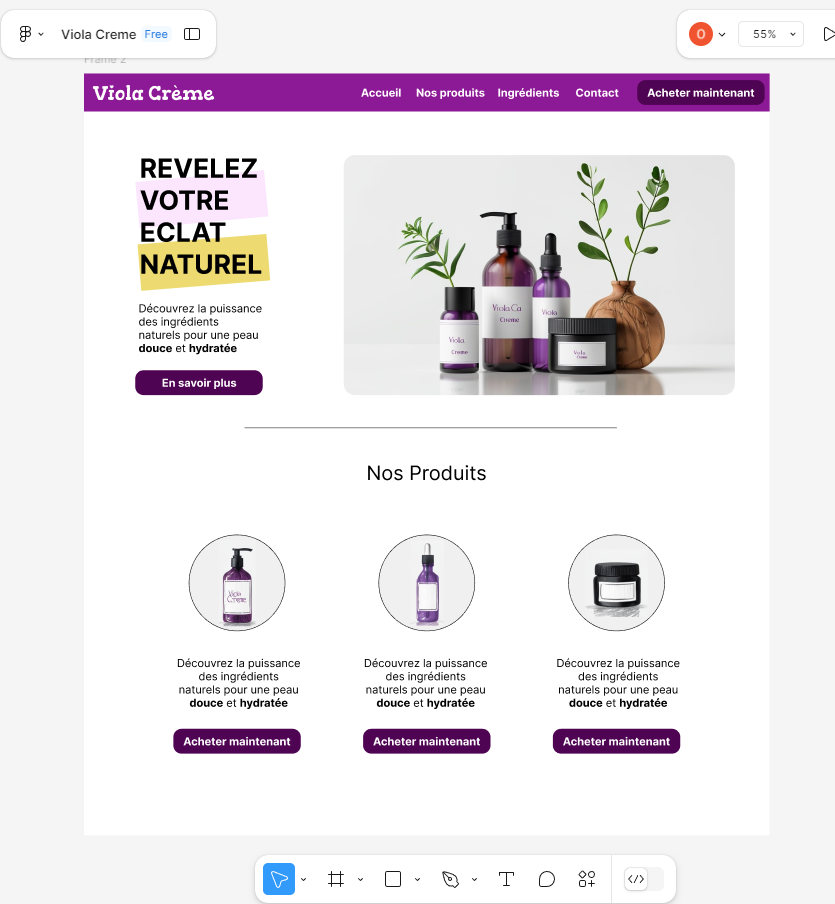 Viola Creme Free
O
55%
Frame 2
Viola Crème
Accueil Nos produits Ingrédients Contact Acheter maintenant
REVELEZ
VOTRE
ECLAT
NATUREL
Découvrez la puissance
des ingrédients
naturels pour une peau
douce et hydratée
En savoir plus
Viola Ca
Creme
Viola
Creme
Viola
Nos Produits
Viola
Creme
Découvrez la puissance
des ingrédients
naturels pour une peau
douce et hydratée
Acheter maintenant
Découvrez la puissance
des ingrédients
naturels pour une peau
douce et hydratée
Acheter maintenant
Découvrez la puissance
des ingrédients
naturels pour une peau
douce et hydratée
Acheter maintenant